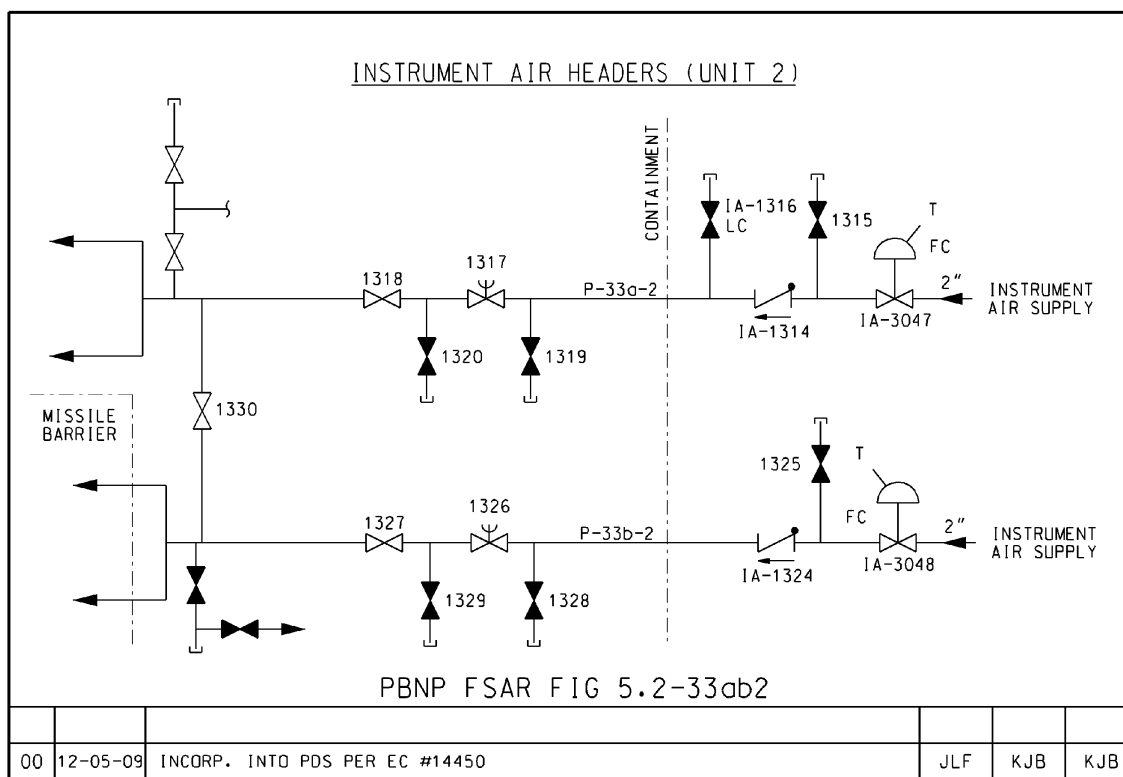 INSTRUMENT AIR HEADERS (UNIT 2)
CONTAINMENT
IA-1316
LC
1315
T
FC
2"
INSTRUMENT
AIR SUPPLY
1318
1317
P-33a-2
IA-1314
IA-3047
1320
1319
1330
MISSILE
BARRIER
1325
T
FC
2"
INSTRUMENT
AIR SUPPLY
1327
1326
P-33b-2
IA-1324
IA-3048
1329
1328
PBNP FSAR FIG 5.2-33ab2
00 12-05-09 INCORP. INTO PDS PER EC #14450 JLF KJB KJB